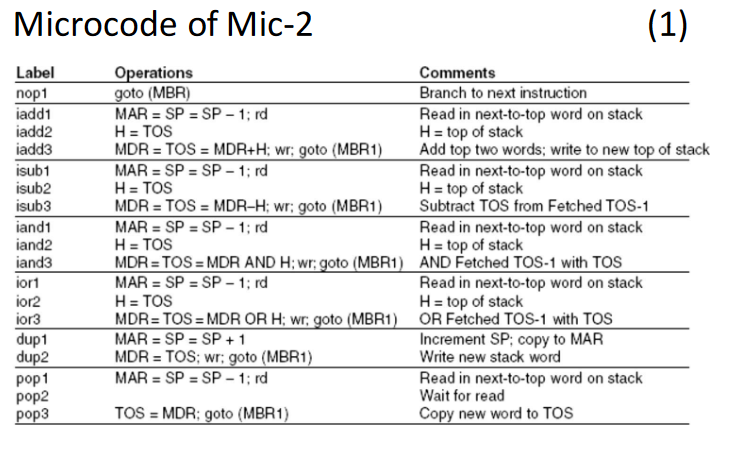 Microcode of Mic-2 (1)
Label Operations Comments
nop1 goto (MBR) Branch to next instruction
iadd1 MAR = SP = SP – 1; rd Read in next-to-top word on stack
iadd2 H = TOS H = top of stack
iadd3 MDR = TOS = MDR+H; wr; goto (MBR1) Add top two words; write to new top of stack
isub1 MAR = SP = SP – 1; rd Read in next-to-top word on stack
isub2 H = TOS H = top of stack
isub3 MDR = TOS = MDR–H; wr; goto (MBR1) Subtract TOS from Fetched TOS-1
iand1 MAR = SP = SP – 1; rd Read in next-to-top word on stack
iand2 H = TOS H = top of stack
iand3 MDR = TOS = MDR AND H; wr; goto (MBR1) AND Fetched TOS-1 with TOS
ior1 MAR = SP = SP – 1; rd Read in next-to-top word on stack
ior2 H = TOS H = top of stack
ior3 MDR = TOS = MDR OR H; wr; goto (MBR1) OR Fetched TOS-1 with TOS
dup1 MAR = SP = SP + 1 Increment SP; copy to MAR
dup2 MDR = TOS; wr; goto (MBR1) Write new stack word
pop1 MAR = SP = SP – 1; rd Read in next-to-top word on stack
pop2 Wait for read
pop3 TOS = MDR; goto (MBR1) Copy new word to TOS